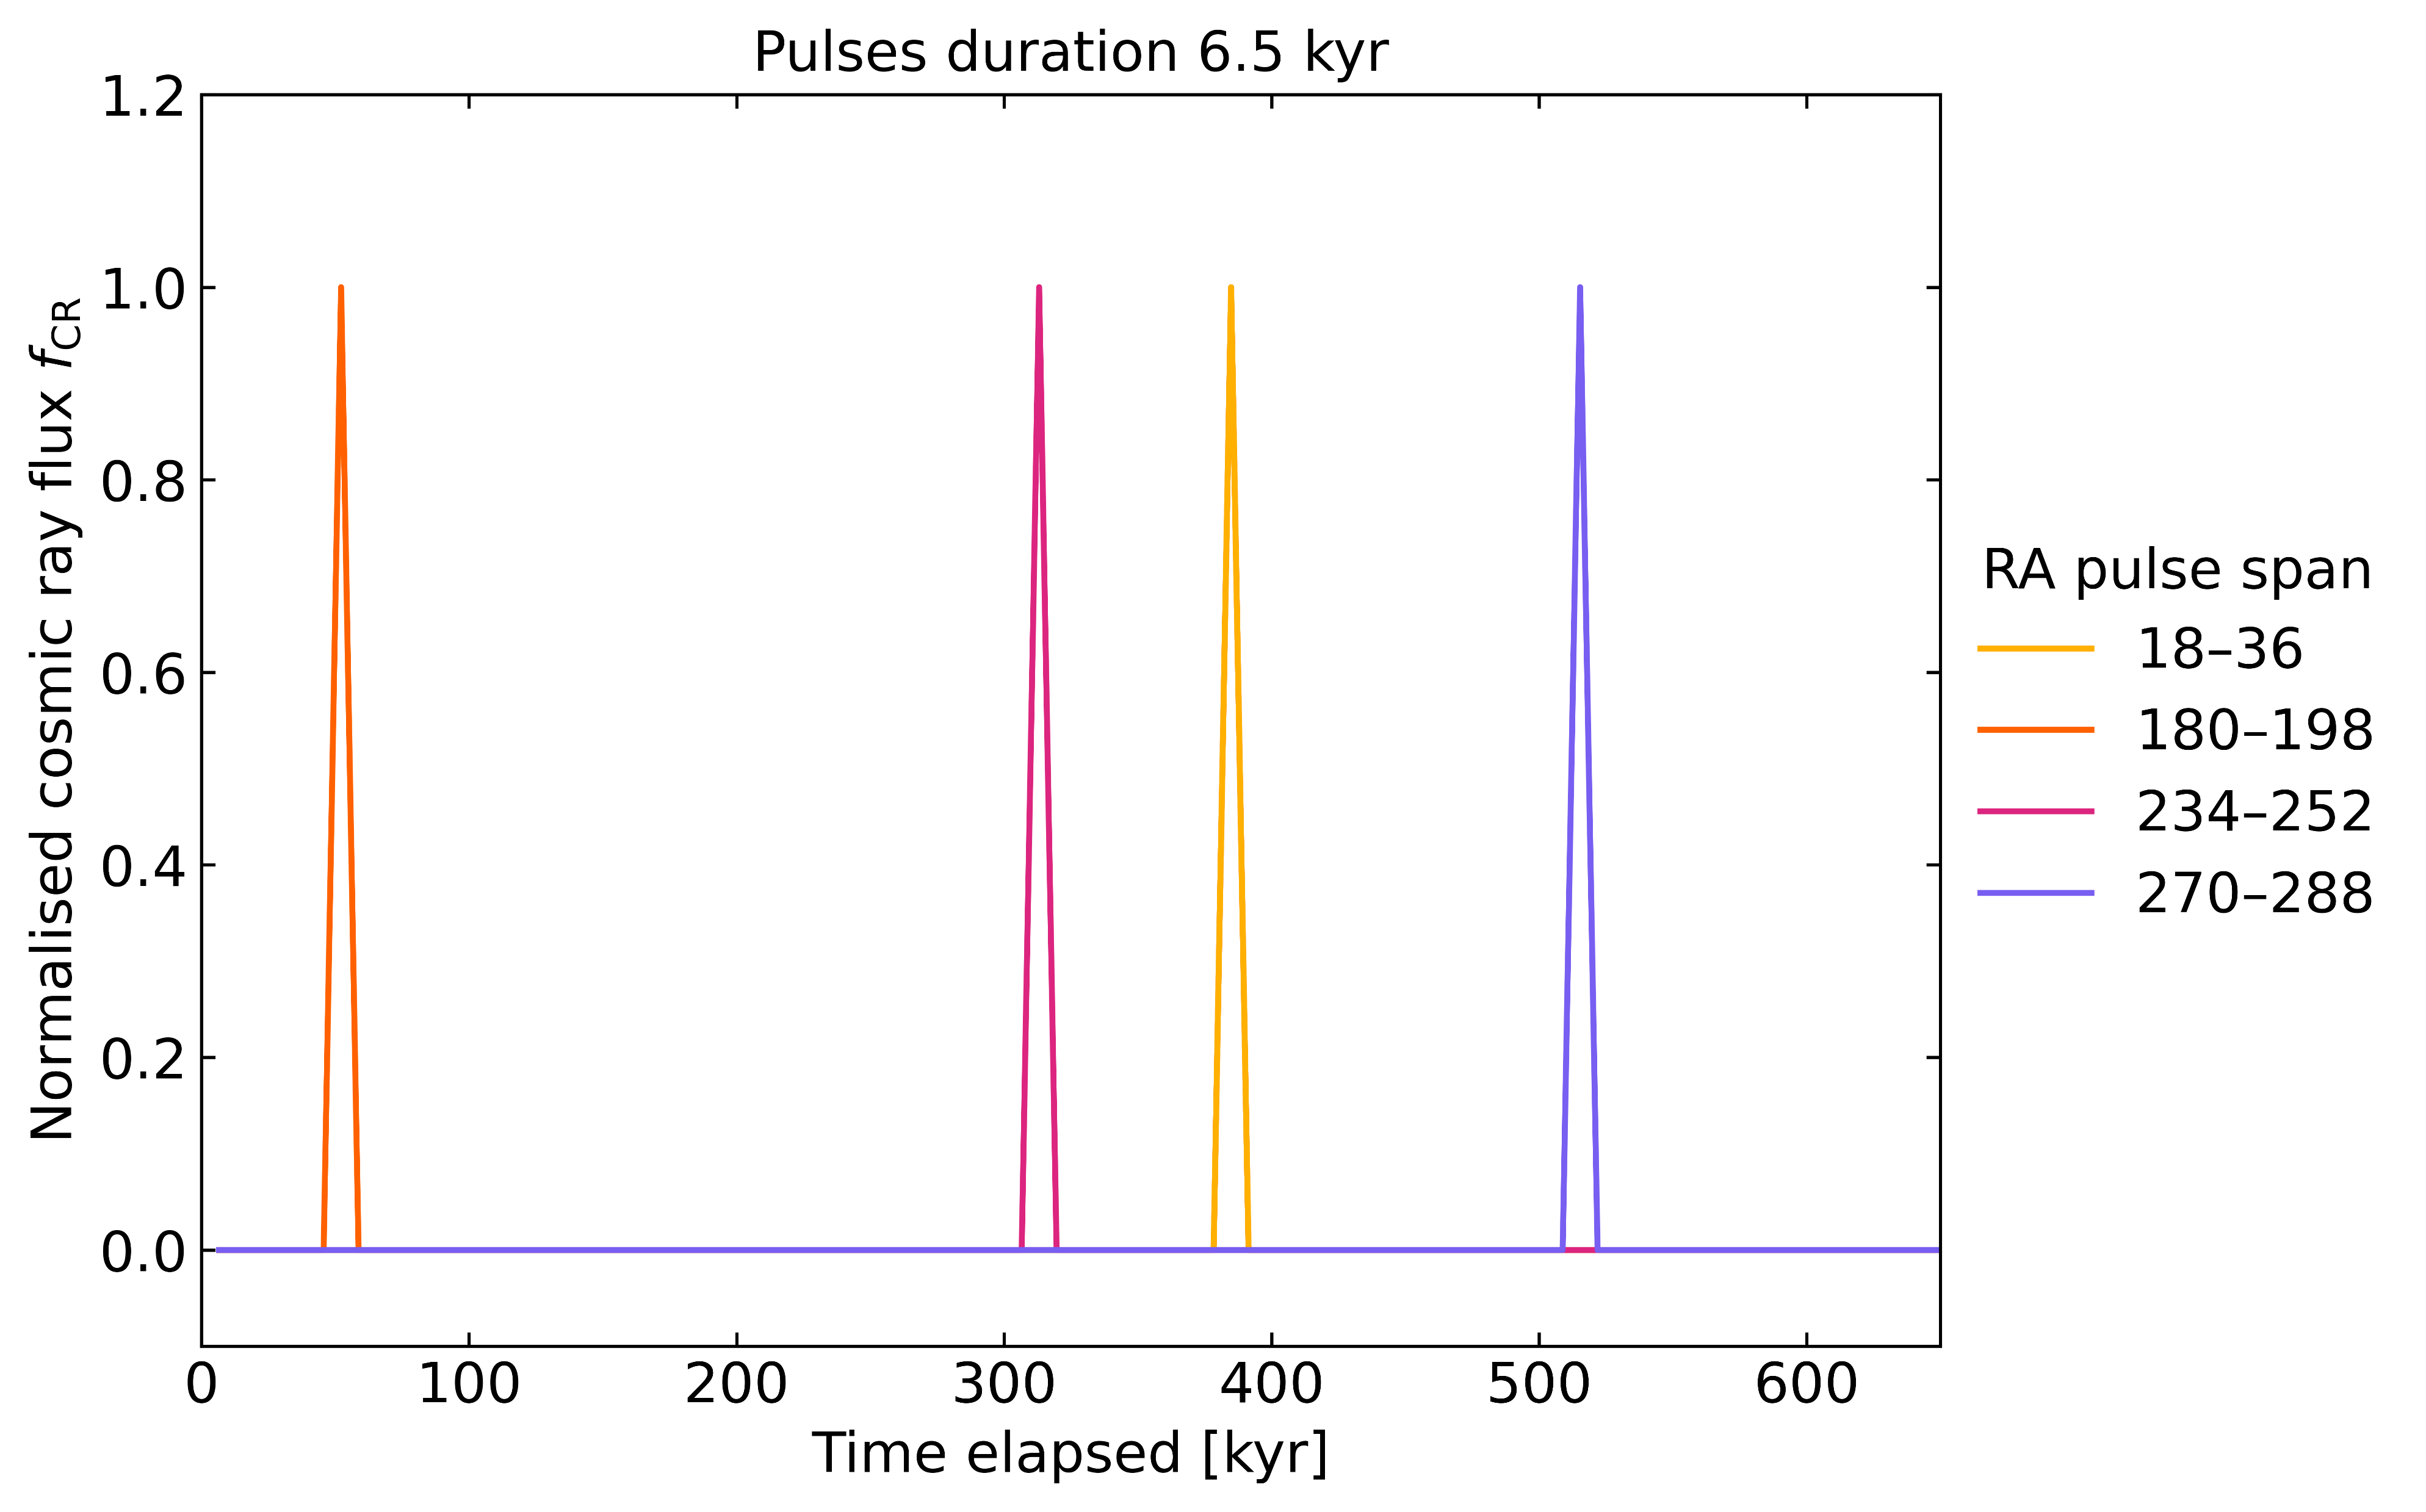 Pulses duration 6.5 kyr
1.2
1.0
0.8
0.6
0.4
0.2
0.0
Normalised cosmic ray flux fCR
0 100 200 300 400 500 600
Time elapsed [kyr]
RA pulse span
18–36
180–198
234–252
270–288